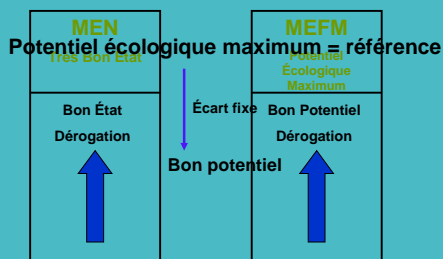 MEN
MEFM
Potentiel écologique maximum = référence
Très Bon État
Potentiel
Écologique
Maximum
Bon État
Écart fixe
Bon Potentiel
Dérogation
Dérogation
Bon potentiel